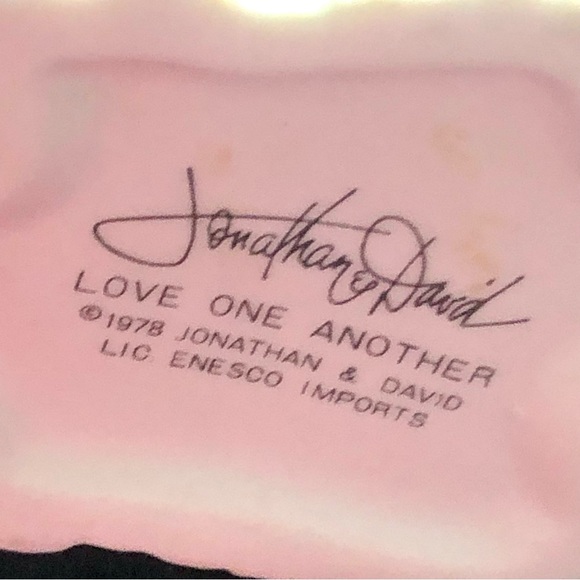 Jonathan & David
LOVE ONE ANOTHER
©1978 JONATHAN & DAVID
LIC. ENESCO IMPORTS